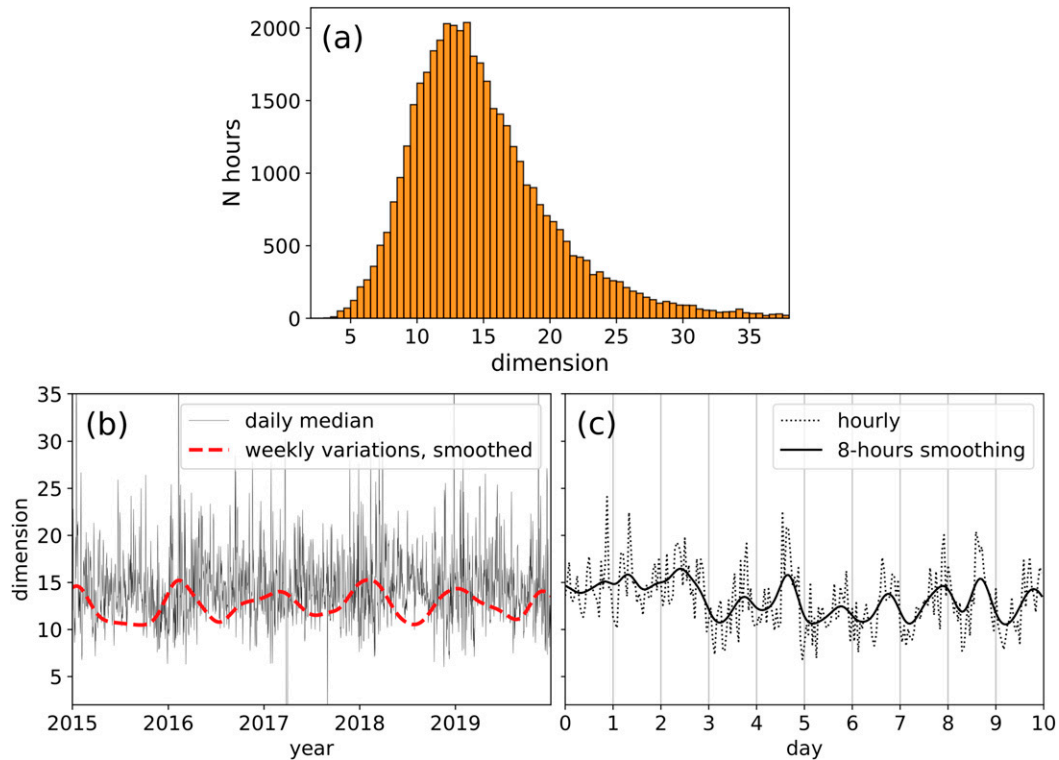 (a)
N hours
2000
1500
1000
500
0
5 10 15 20 25 30 35
dimension
(b)
daily median
weekly variations, smoothed
dimension
35
30
25
20
15
10
5
2015 2016 2017 2018 2019
year
(c)
hourly
8-hours smoothing
0 1 2 3 4 5 6 7 8 9 10
day